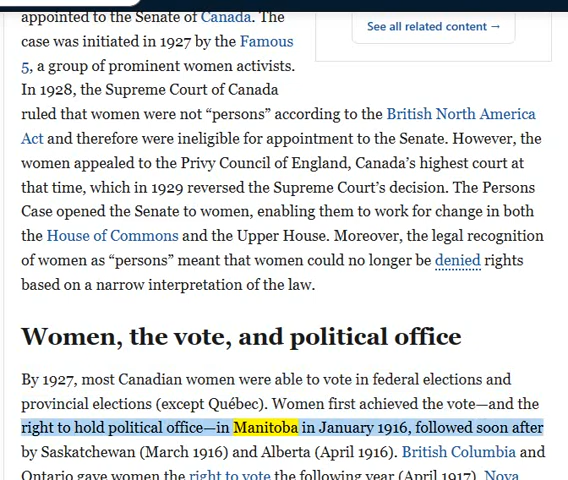 appointed to the Senate of Canada. The
case was initiated in 1927 by the Famous
5, a group of prominent women activists.
In 1928, the Supreme Court of Canada
ruled that women were not “persons” according to the British North America
Act and therefore were ineligible for appointment to the Senate. However, the
women appealed to the Privy Council of England, Canada’s highest court at
that time, which in 1929 reversed the Supreme Court’s decision. The Persons
Case opened the Senate to women, enabling them to work for change in both
the House of Commons and the Upper House. Moreover, the legal recognition
of women as “persons” meant that women could no longer be denied rights
based on a narrow interpretation of the law.
See all related content →
Women, the vote, and political office
By 1927, most Canadian women were able to vote in federal elections and
provincial elections (except Québec). Women first achieved the vote—and the
right to hold political office—in Manitoba in January 1916, followed soon after
by Saskatchewan (March 1916) and Alberta (April 1916). British Columbia and
Ontario gave women the right to vote the following year (April 1917). Nova